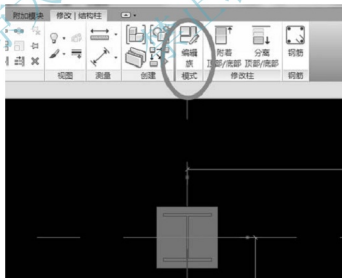 附加模块 修改 | 结构柱
编辑 附着 分离 钢筋
族 顶部/底部 顶部/底部
视图 测量 创建 模式 修改柱 钢筋